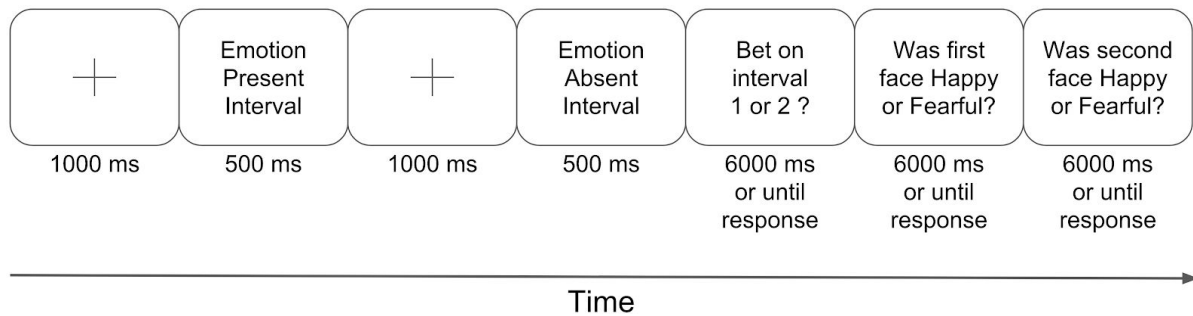 Emotion
Present
Interval
Emotion
Absent
Interval
Bet on
interval
1 or 2 ?
Was first
face Happy
or Fearful?
Was second
face Happy
or Fearful?
1000 ms
500 ms
1000 ms
500 ms
6000 ms
or until
response
6000 ms
or until
response
6000 ms
or until
response
Time